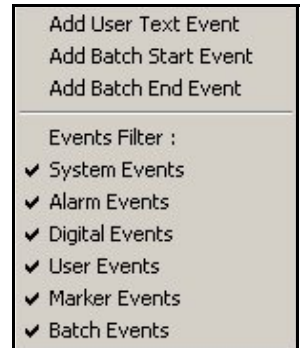 Add User Text Event
Add Batch Start Event
Add Batch End Event
Events Filter :
System Events
Alarm Events
Digital Events
User Events
Marker Events
Batch Events